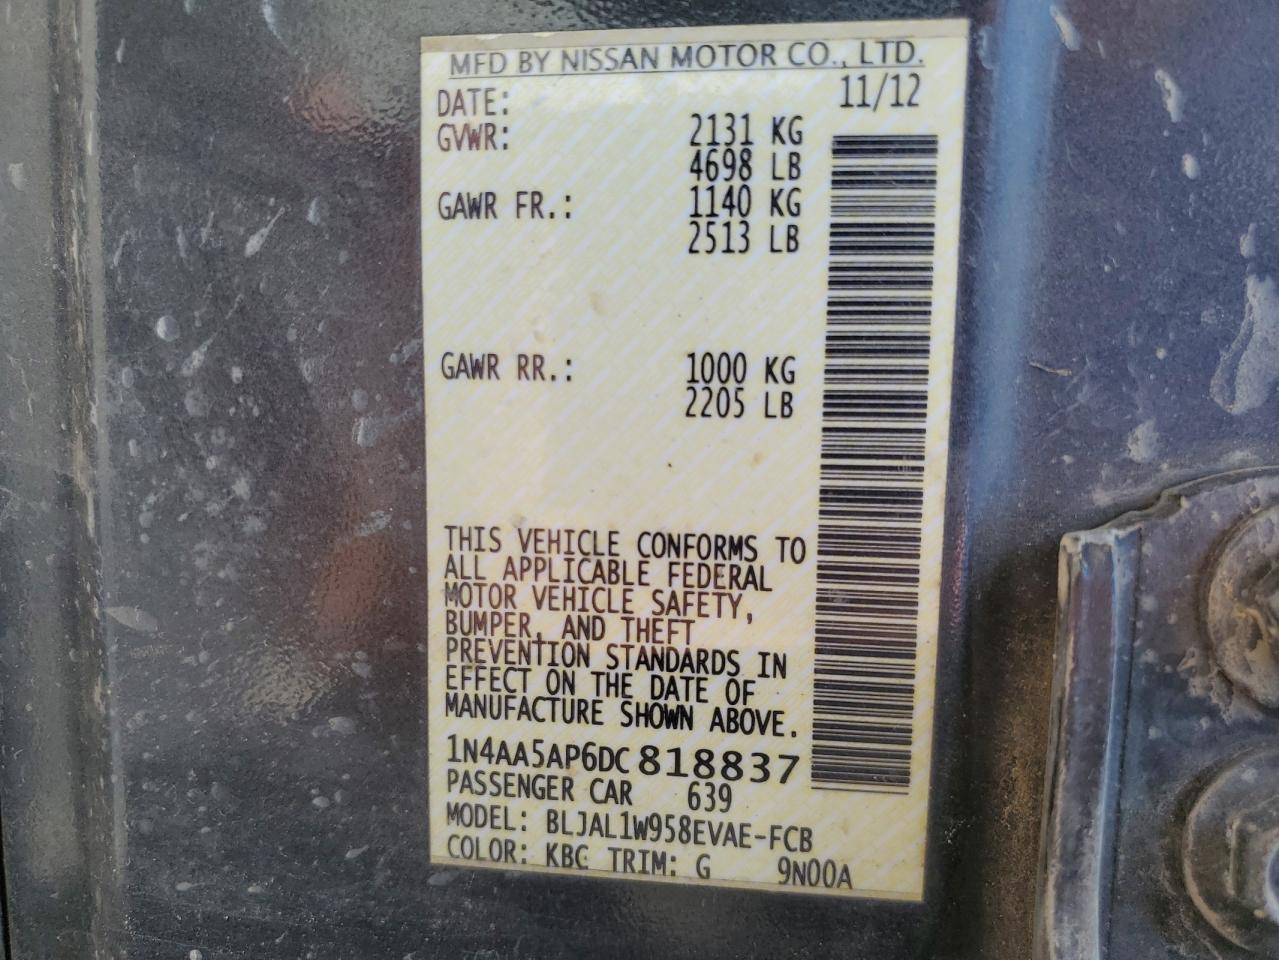 MFD BY NISSAN MOTOR CO., LTD.
DATE: 11/12
GVWR: 2131 KG
4698 LB
GAWR FR.: 1140 KG
2513 LB
GAWR RR.: 1000 KG
2205 LB
THIS VEHICLE CONFORMS TO
ALL APPLICABLE FEDERAL
MOTOR VEHICLE SAFETY,
BUMPER, AND THEFT
PREVENTION STANDARDS IN
EFFECT ON THE DATE OF
MANUFACTURE SHOWN ABOVE.
1N4AA5AP6DC818837
PASSENGER CAR 639
MODEL: BLJAL1W958EVAE-FCB
COLOR: KBC TRIM: G 9N00A